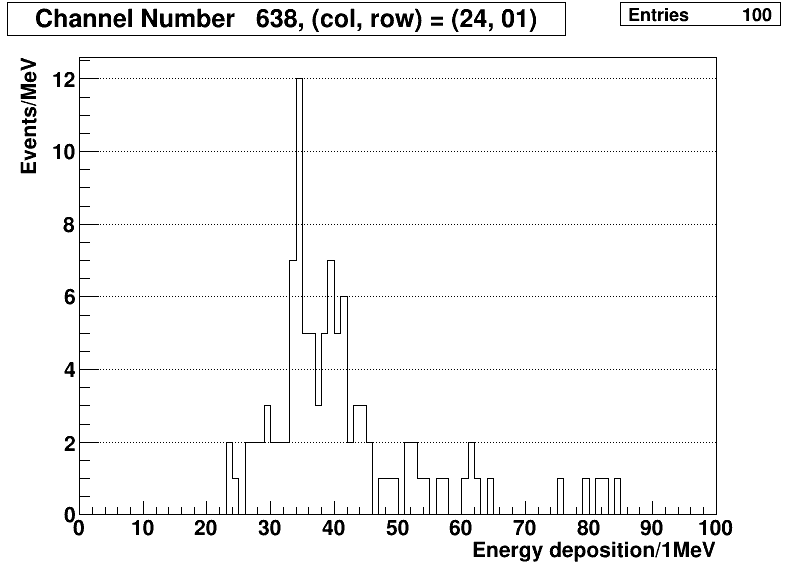 Channel Number 638, (col, row) = (24, 01)
Entries 100
Events/MeV
12
10
8
6
4
2
0
0 10 20 30 40 50 60 70 80 90 100
Energy deposition/1MeV